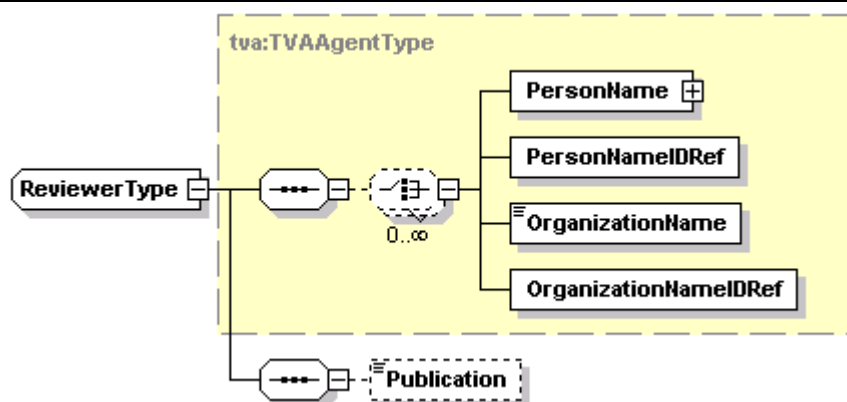 tva:TVAAgentType
PersonName
PersonNameIDRef
ReviewerType
OrganizationName
0..∞
OrganizationNameIDRef
Publication